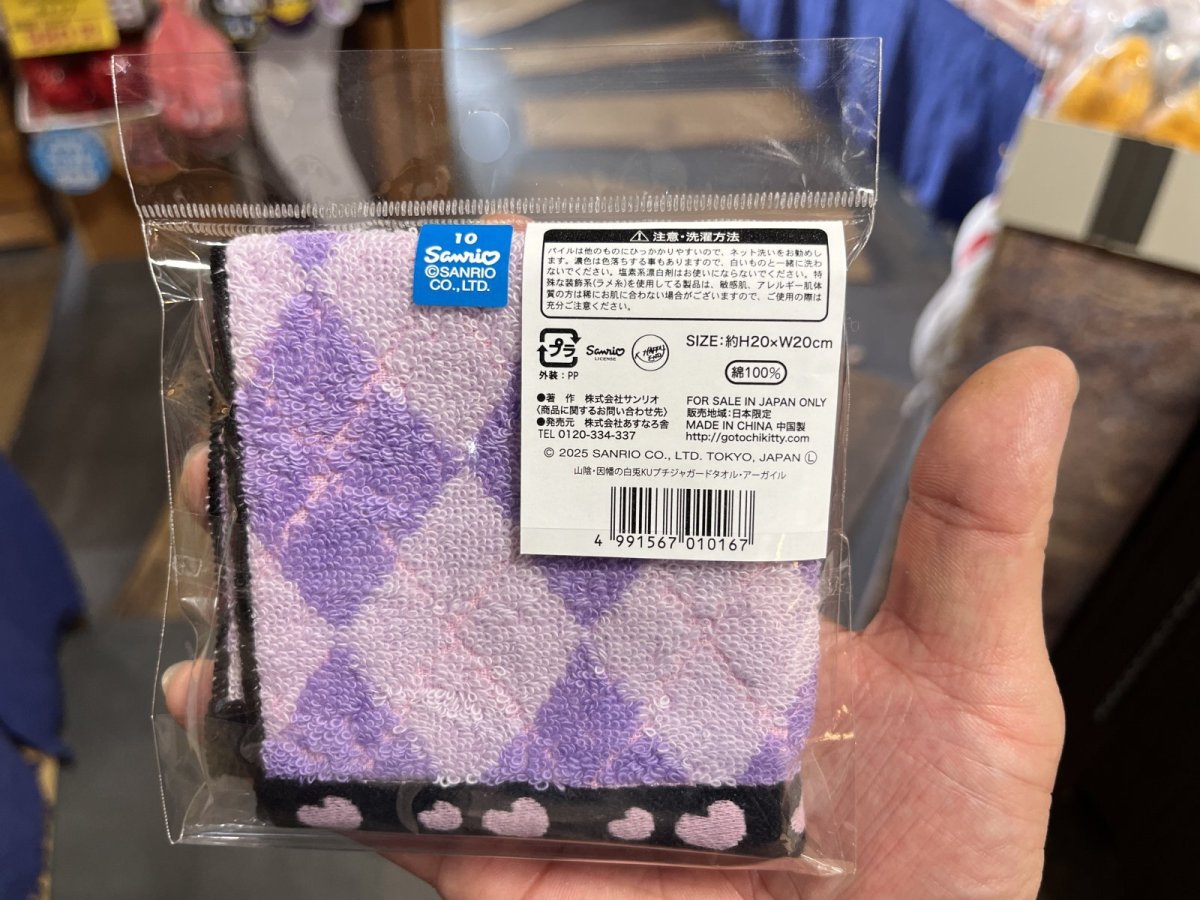 10
Sanrio
©SANRIO
CO.,LTD.
⚠注意・洗濯方法
パイルは他のものにひっかかりやすいので、ネット洗いをお勧めし
ます。濃色は色落ちする事もありますので、白いものと一緒に洗わ
ないでください。塩素系漂白剤はお使いにならないでください。特
殊な装飾糸(ラメ糸)を使用してる製品は、敏感肌、アレルギー肌体
質の方は稀にお肌に合わない場合がございますので、ご使用の際は
充分ご注意ください。
プラ
外装：PP
Sanrio
LICENSE
SIZE：約H20×W20cm
綿100%
●著 作 株式会社サンリオ
〈商品に関するお問い合わせ先〉
●発売元 株式会社あすなろ舎
TEL 0120-334-337
FOR SALE IN JAPAN ONLY
販売地域：日本限定
MADE IN CHINA 中国製
http://gotochikitty.com
© 2025 SANRIO CO., LTD. TOKYO, JAPAN Ⓛ
山陰・因幡の白兎KUプチジャガードタオル・アーガイル
4 991567 010167